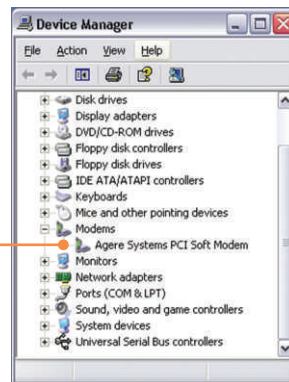 Device Manager
File Action View Help
Disk drives
Display adapters
DVD/CD-ROM drives
Floppy disk controllers
Floppy disk drives
IDE ATA/ATAPI controllers
Keyboards
Mice and other pointing devices
Modems
Agere Systems PCI Soft Modem
Monitors
Network adapters
Ports (COM & LPT)
Sound, video and game controllers
System devices
Universal Serial Bus controllers